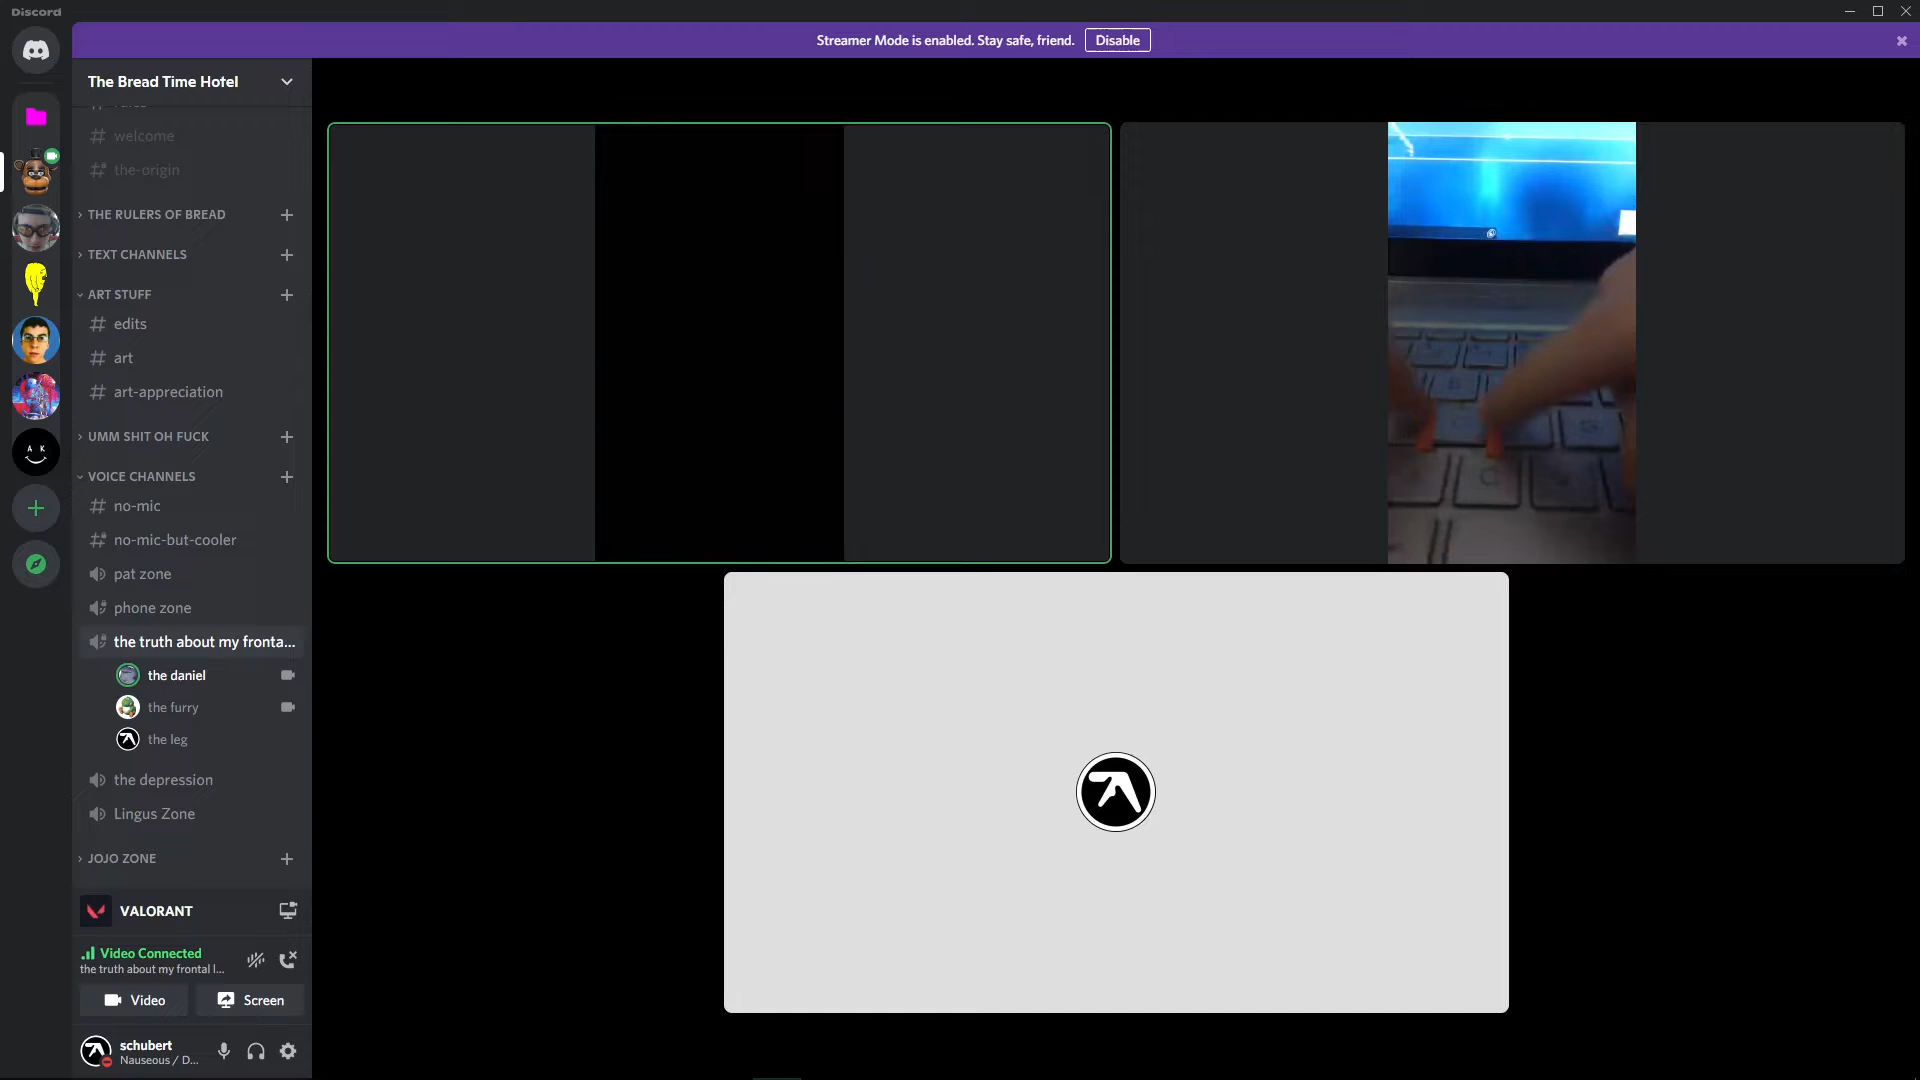 Discord
Streamer Mode is enabled. Stay safe, friend.
Disable
The Bread Time Hotel
welcome
the-origin
THE RULERS OF BREAD
TEXT CHANNELS
ART STUFF
edits
art
art-appreciation
UMM SHIT OH FUCK
VOICE CHANNELS
no-mic
no-mic-but-cooler
pat zone
phone zone
the truth about my fronta...
the daniel
the furry
the leg
the depression
Lingus Zone
JOJO ZONE
VALORANT
Video Connected
the truth about my frontal l...
Video
Screen
schubert
Nauseous / D...
A K